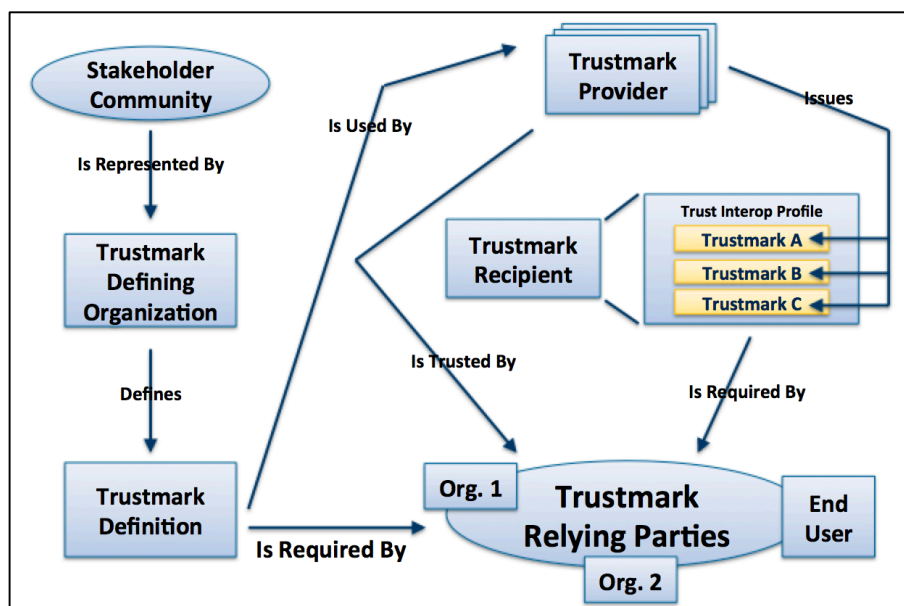 Stakeholder
Community
Is Represented By
Trustmark
Defining
Organization
Defines
Trustmark
Definition
Is Used By
Is Required By
Trustmark
Provider
Issues
Is Trusted By
Trustmark
Recipient
Trust Interop Profile
Trustmark A
Trustmark B
Trustmark C
Is Required By
Org. 1
Trustmark
Relying Parties
Org. 2
End
User